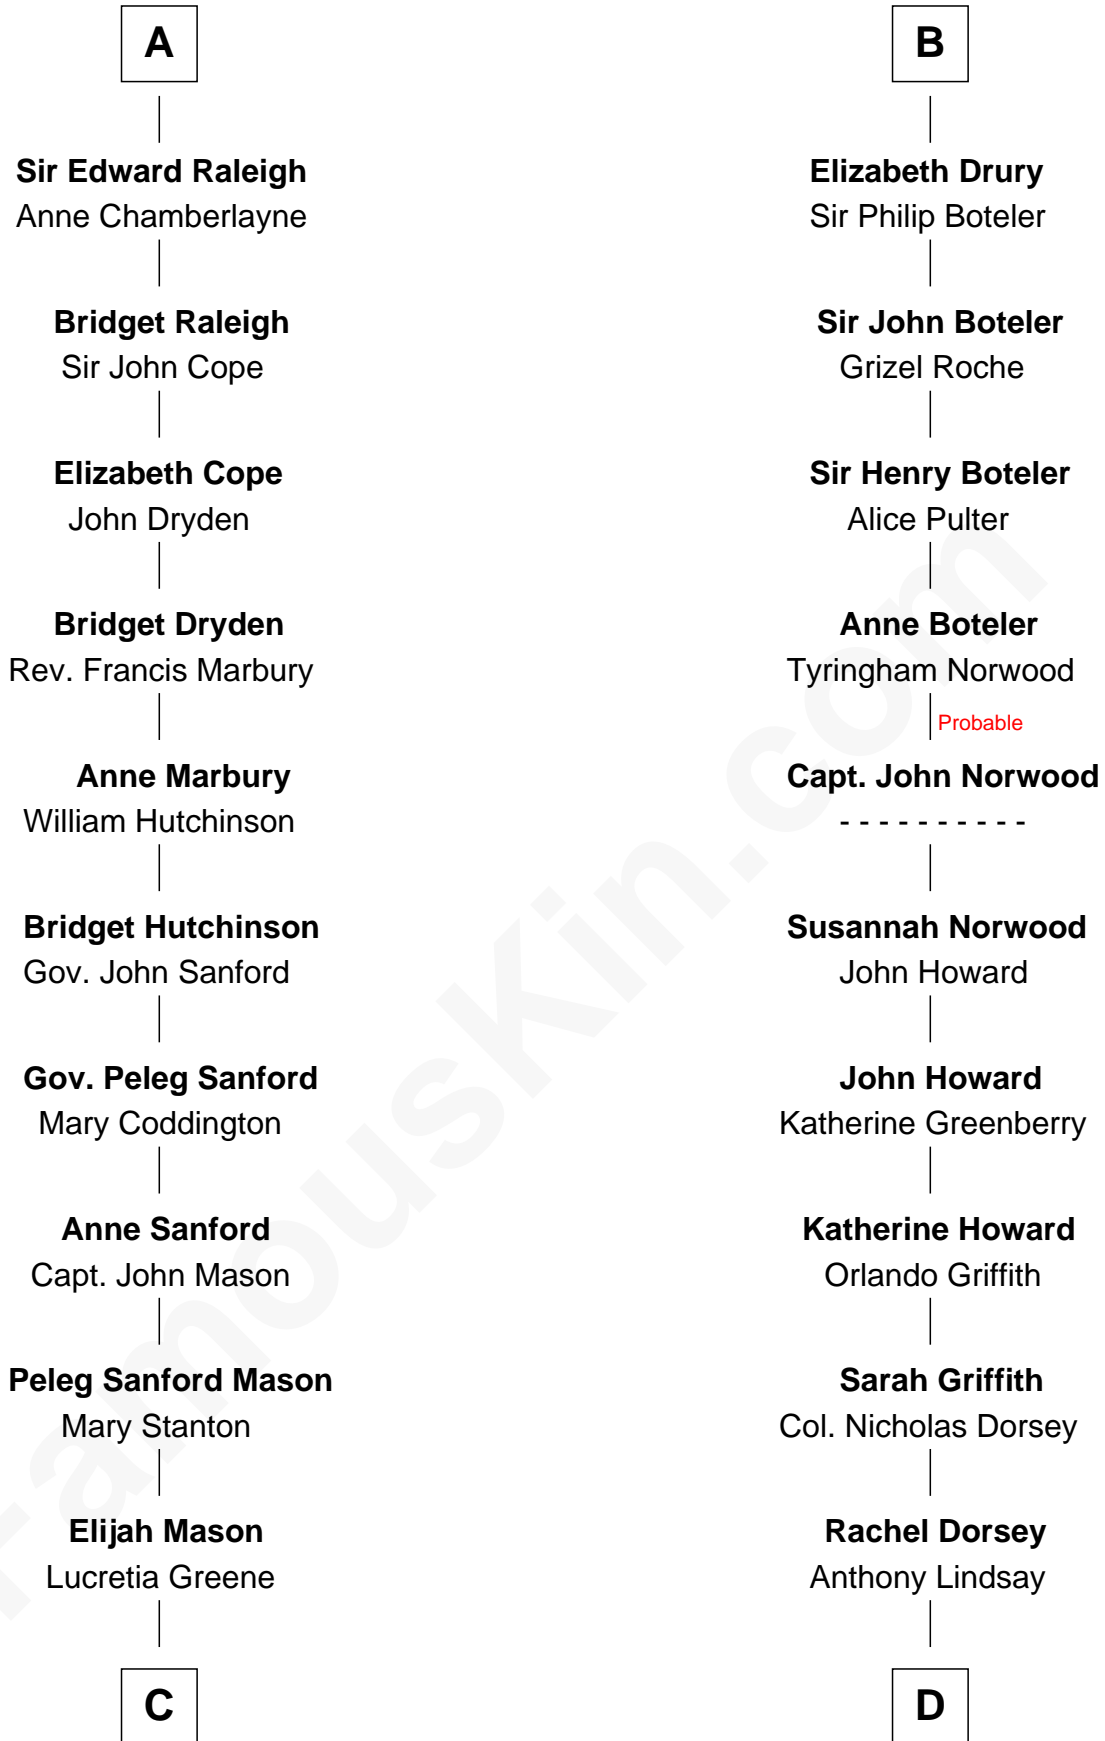 A
Sir Edward Raleigh
Anne Chamberlayne
Bridget Raleigh
Sir John Cope
Elizabeth Cope
John Dryden
Bridget Dryden
Rev. Francis Marbury
Anne Marbury
William Hutchinson
Bridget Hutchinson
Gov. John Sanford
Gov. Peleg Sanford
Mary Coddington
Anne Sanford
Capt. John Mason
Peleg Sanford Mason
Mary Stanton
Elijah Mason
Lucretia Greene
C
B
Elizabeth Drury
Sir Philip Boteler
Sir John Boteler
Grizel Roche
Sir Henry Boteler
Alice Pulter
Anne Boteler
Tyringham Norwood
Probable
Capt. John Norwood
- - - - - - - - - -
Susannah Norwood
John Howard
John Howard
Katherine Greenberry
Katherine Howard
Orlando Griffith
Sarah Griffith
Col. Nicholas Dorsey
Rachel Dorsey
Anthony Lindsay
D
FamousKin.com